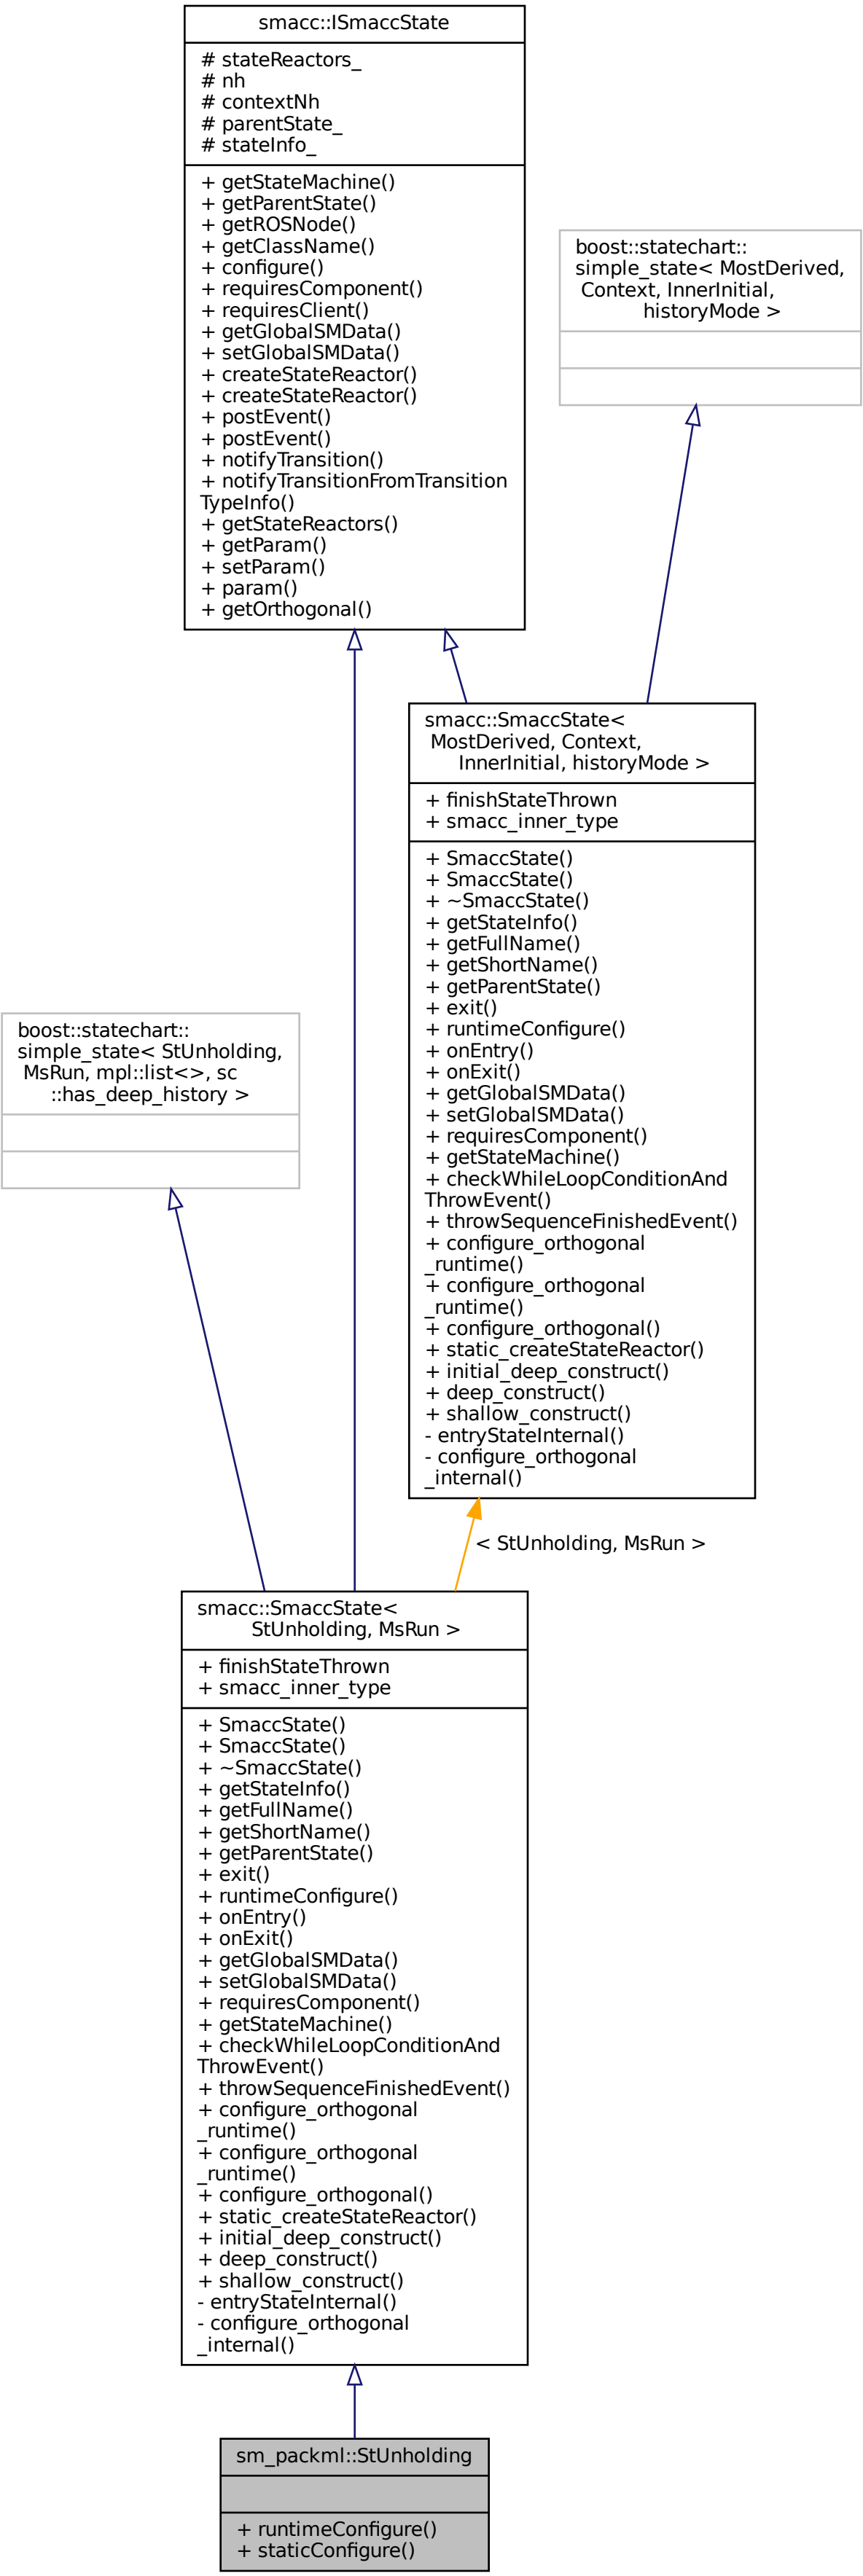 smacc::ISmaccState
# stateReactors_
# nh
# contextNh
# parentState_
# stateInfo_
+ getStateMachine()
+ getParentState()
+ getROSNode()
+ getClassName()
+ configure()
+ requiresComponent()
+ requiresClient()
+ getGlobalSMData()
+ setGlobalSMData()
+ createStateReactor()
+ createStateReactor()
+ postEvent()
+ postEvent()
+ notifyTransition()
+ notifyTransitionFromTransition
TypeInfo()
+ getStateReactors()
+ getParam()
+ setParam()
+ param()
+ getOrthogonal()
boost::statechart::
simple_state< MostDerived,
Context, InnerInitial,
historyMode >
smacc::SmaccState<
MostDerived, Context,
InnerInitial, historyMode >
+ finishStateThrown
+ smacc_inner_type
+ SmaccState()
+ SmaccState()
+ ~SmaccState()
+ getStateInfo()
+ getFullName()
+ getShortName()
+ getParentState()
+ exit()
+ runtimeConfigure()
+ onEntry()
+ onExit()
+ getGlobalSMData()
+ setGlobalSMData()
+ requiresComponent()
+ getStateMachine()
+ checkWhileLoopConditionAnd
ThrowEvent()
+ throwSequenceFinishedEvent()
+ configure_orthogonal
_runtime()
+ configure_orthogonal
_runtime()
+ configure_orthogonal()
+ static_createStateReactor()
+ initial_deep_construct()
+ deep_construct()
+ shallow_construct()
- entryStateInternal()
- configure_orthogonal
_internal()
boost::statechart::
simple_state< StUnholding,
MsRun, mpl::list<>, sc
::has_deep_history >
< StUnholding, MsRun >
smacc::SmaccState<
StUnholding, MsRun >
+ finishStateThrown
+ smacc_inner_type
+ SmaccState()
+ SmaccState()
+ ~SmaccState()
+ getStateInfo()
+ getFullName()
+ getShortName()
+ getParentState()
+ exit()
+ runtimeConfigure()
+ onEntry()
+ onExit()
+ getGlobalSMData()
+ setGlobalSMData()
+ requiresComponent()
+ getStateMachine()
+ checkWhileLoopConditionAnd
ThrowEvent()
+ throwSequenceFinishedEvent()
+ configure_orthogonal
_runtime()
+ configure_orthogonal
_runtime()
+ configure_orthogonal()
+ static_createStateReactor()
+ initial_deep_construct()
+ deep_construct()
+ shallow_construct()
- entryStateInternal()
- configure_orthogonal
_internal()
sm_packml::StUnholding
+ runtimeConfigure()
+ staticConfigure()